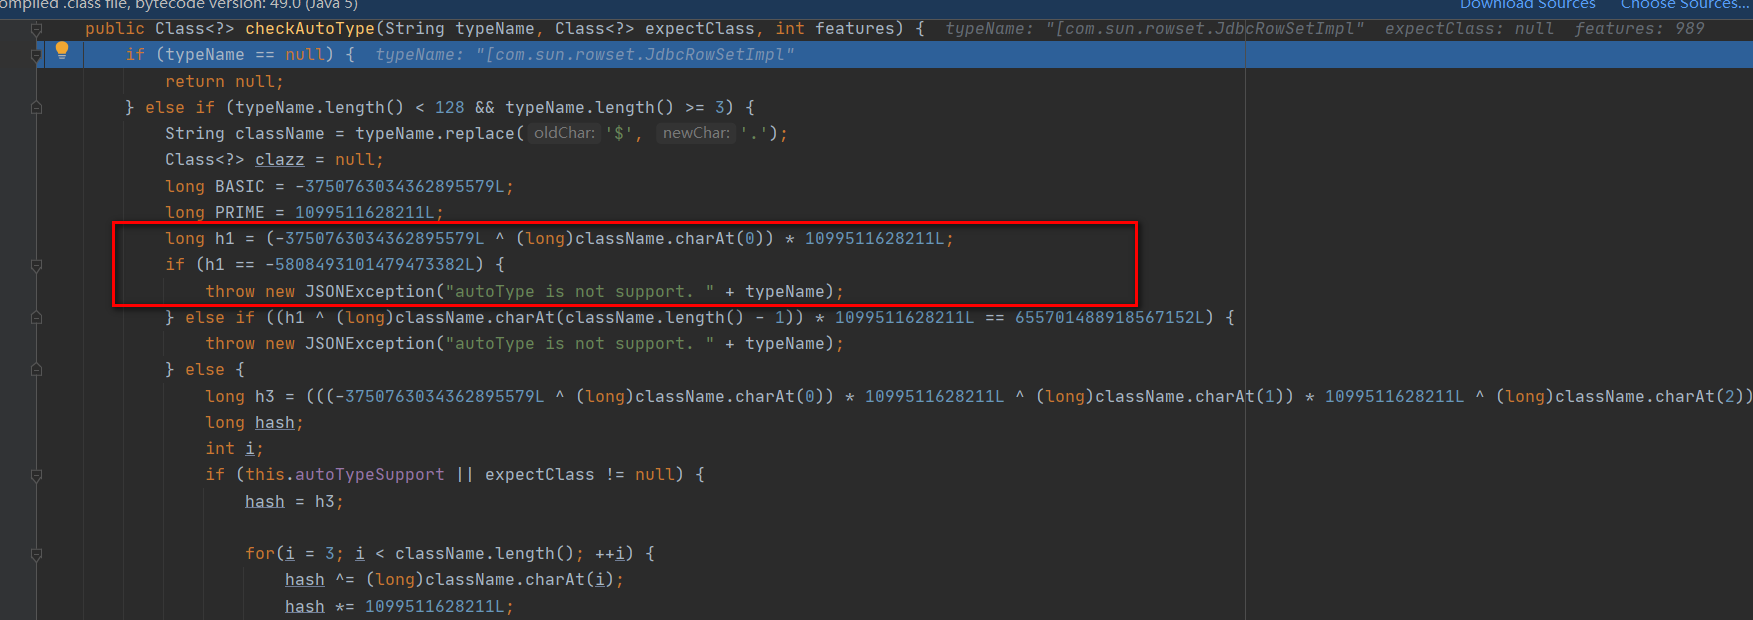 ompiled .class file, bytecode version: 49.0 (Java 5) Download Sources Choose Sources...
public Class<?> checkAutoType(String typeName, Class<?> expectClass, int features) { typeName: "[com.sun.rowset.JdbcRowSetImpl" expectClass: null features: 989
if (typeName == null) { typeName: "[com.sun.rowset.JdbcRowSetImpl"
return null;
} else if (typeName.length() < 128 && typeName.length() >= 3) {
String className = typeName.replace( oldChar: '$', newChar: '.');
Class<?> clazz = null;
long BASIC = -3750763034362895579L;
long PRIME = 1099511628211L;
long h1 = (-3750763034362895579L ^ (long)className.charAt(0)) * 1099511628211L;
if (h1 == -5808493101479473382L) {
throw new JSONException("autoType is not support. " + typeName);
} else if ((h1 ^ (long)className.charAt(className.length() - 1)) * 1099511628211L == 655701488918567152L) {
throw new JSONException("autoType is not support. " + typeName);
} else {
long h3 = (((-3750763034362895579L ^ (long)className.charAt(0)) * 1099511628211L ^ (long)className.charAt(1)) * 1099511628211L ^ (long)className.charAt(2))
long hash;
int i;
if (this.autoTypeSupport || expectClass != null) {
hash = h3;
for(i = 3; i < className.length(); ++i) {
hash ^= (long)className.charAt(i);
hash *= 1099511628211L;